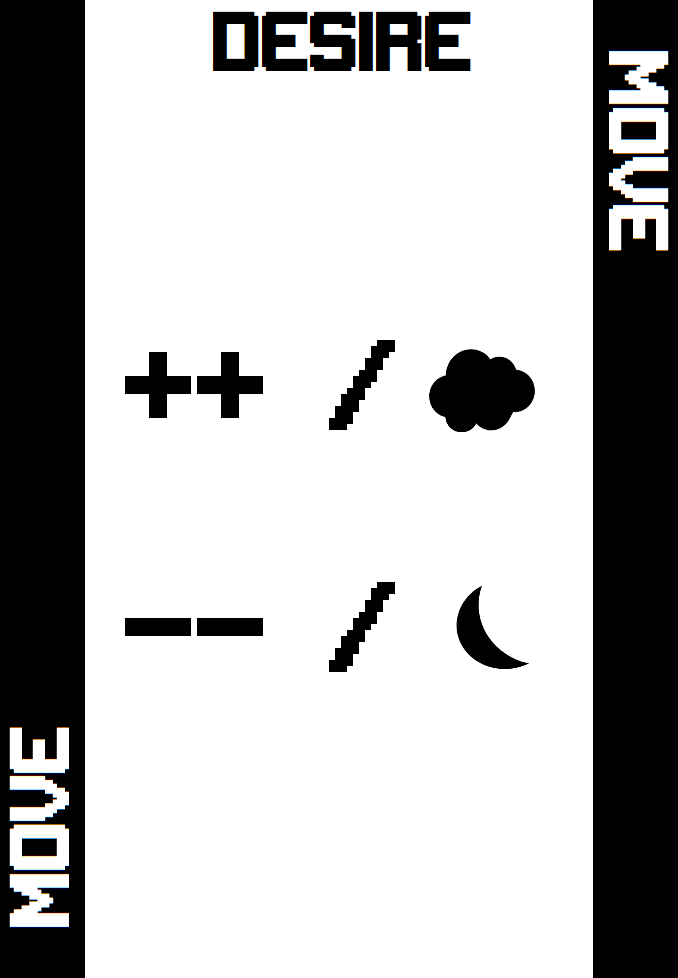 DESIRE
MOVE
++ /
-- /
MOVE